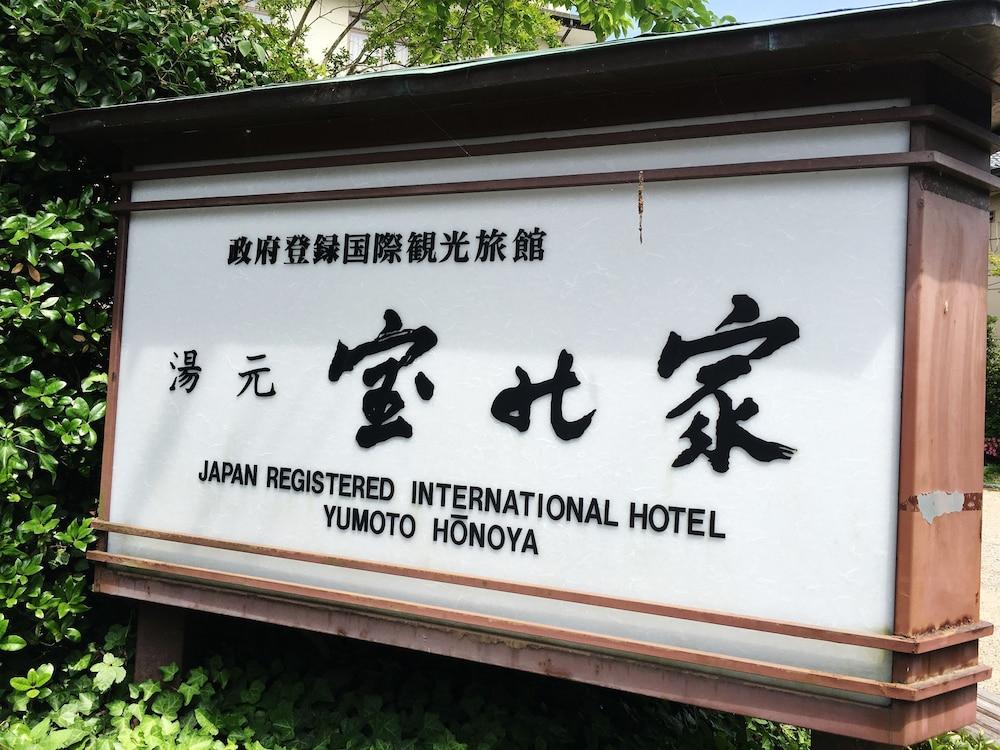 政府登録国際観光旅館
湯元 宝の家
JAPAN REGISTERED INTERNATIONAL HOTEL
YUMOTO HŌNOYA